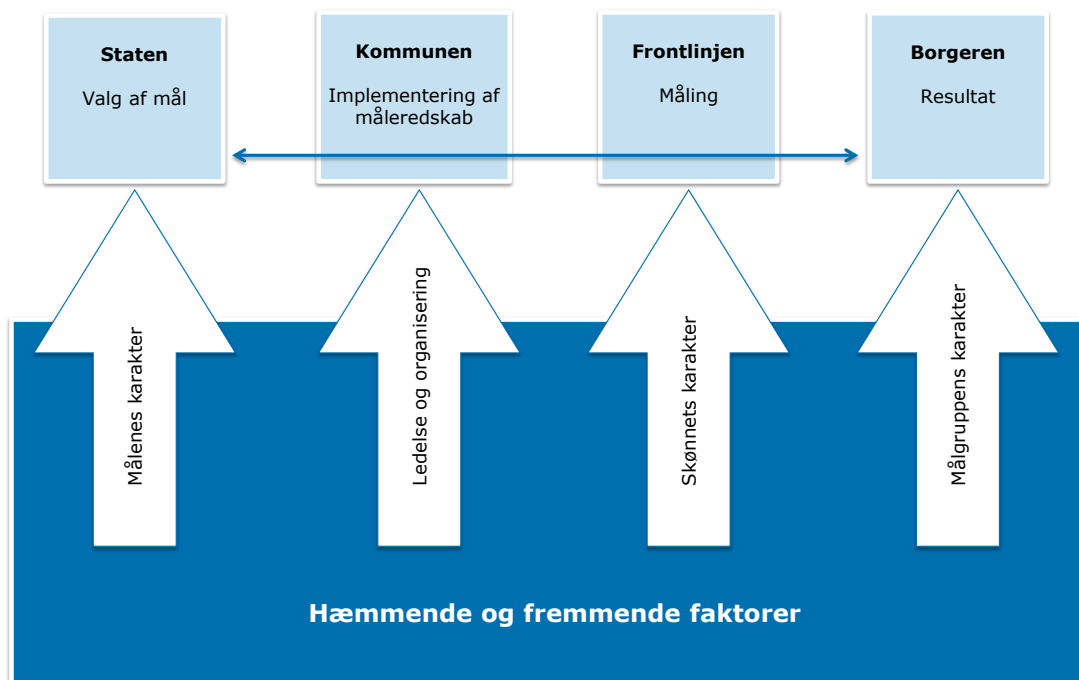 Staten
Valg af mål
Kommunen
Implementering af
måleredskab
Frontlinjen
Måling
Borgeren
Resultat
Målenes karakter
Ledelse og organisering
Skønnets karakter
Målgruppens karakter
Hæmmende og fremmende faktorer